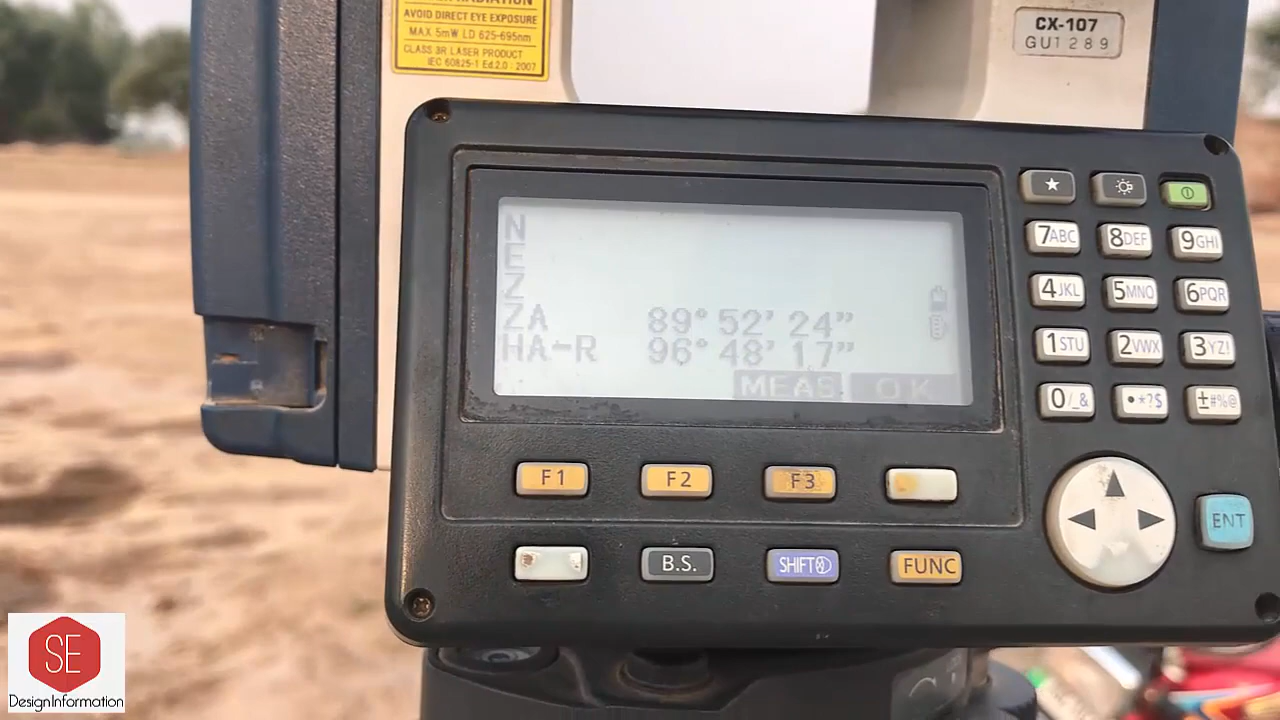 AVOID DIRECT EYE EXPOSURE
MAX 5mW LD 625-695nm
CLASS 3R LASER PRODUCT
IEC 60825-1 Ed.2.0 : 2007
CX-107
GU1289
N
E
Z
ZA 89° 52' 24"
HA-R 96° 48' 17"
MEAS OK
7ABC 8DEF 9GHI
4JKL 5MNO 6PQR
1STU 2VWX 3YZ!
0/_& •*?$ ±#%@
F1 F2 F3
B.S. SHIFT FUNC
ENT
SE
DesignInformation